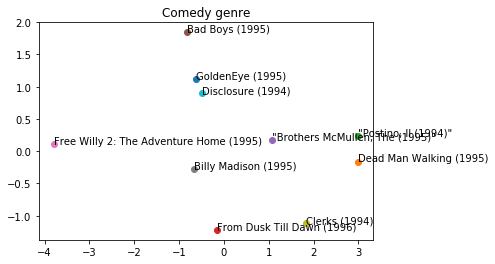 Comedy genre
2.0
Bad Boys (1995)
1.5
GoldenEye (1995)
1.0
Disclosure (1994)
0.5
"Postino, Il (1994)"
"Brothers McMullen, The (1995)"
Free Willy 2: The Adventure Home (1995)
0.0
Dead Man Walking (1995)
Billy Madison (1995)
−0.5
−1.0
Clerks (1994)
From Dusk Till Dawn (1996)
−4 −3 −2 −1 0 1 2 3